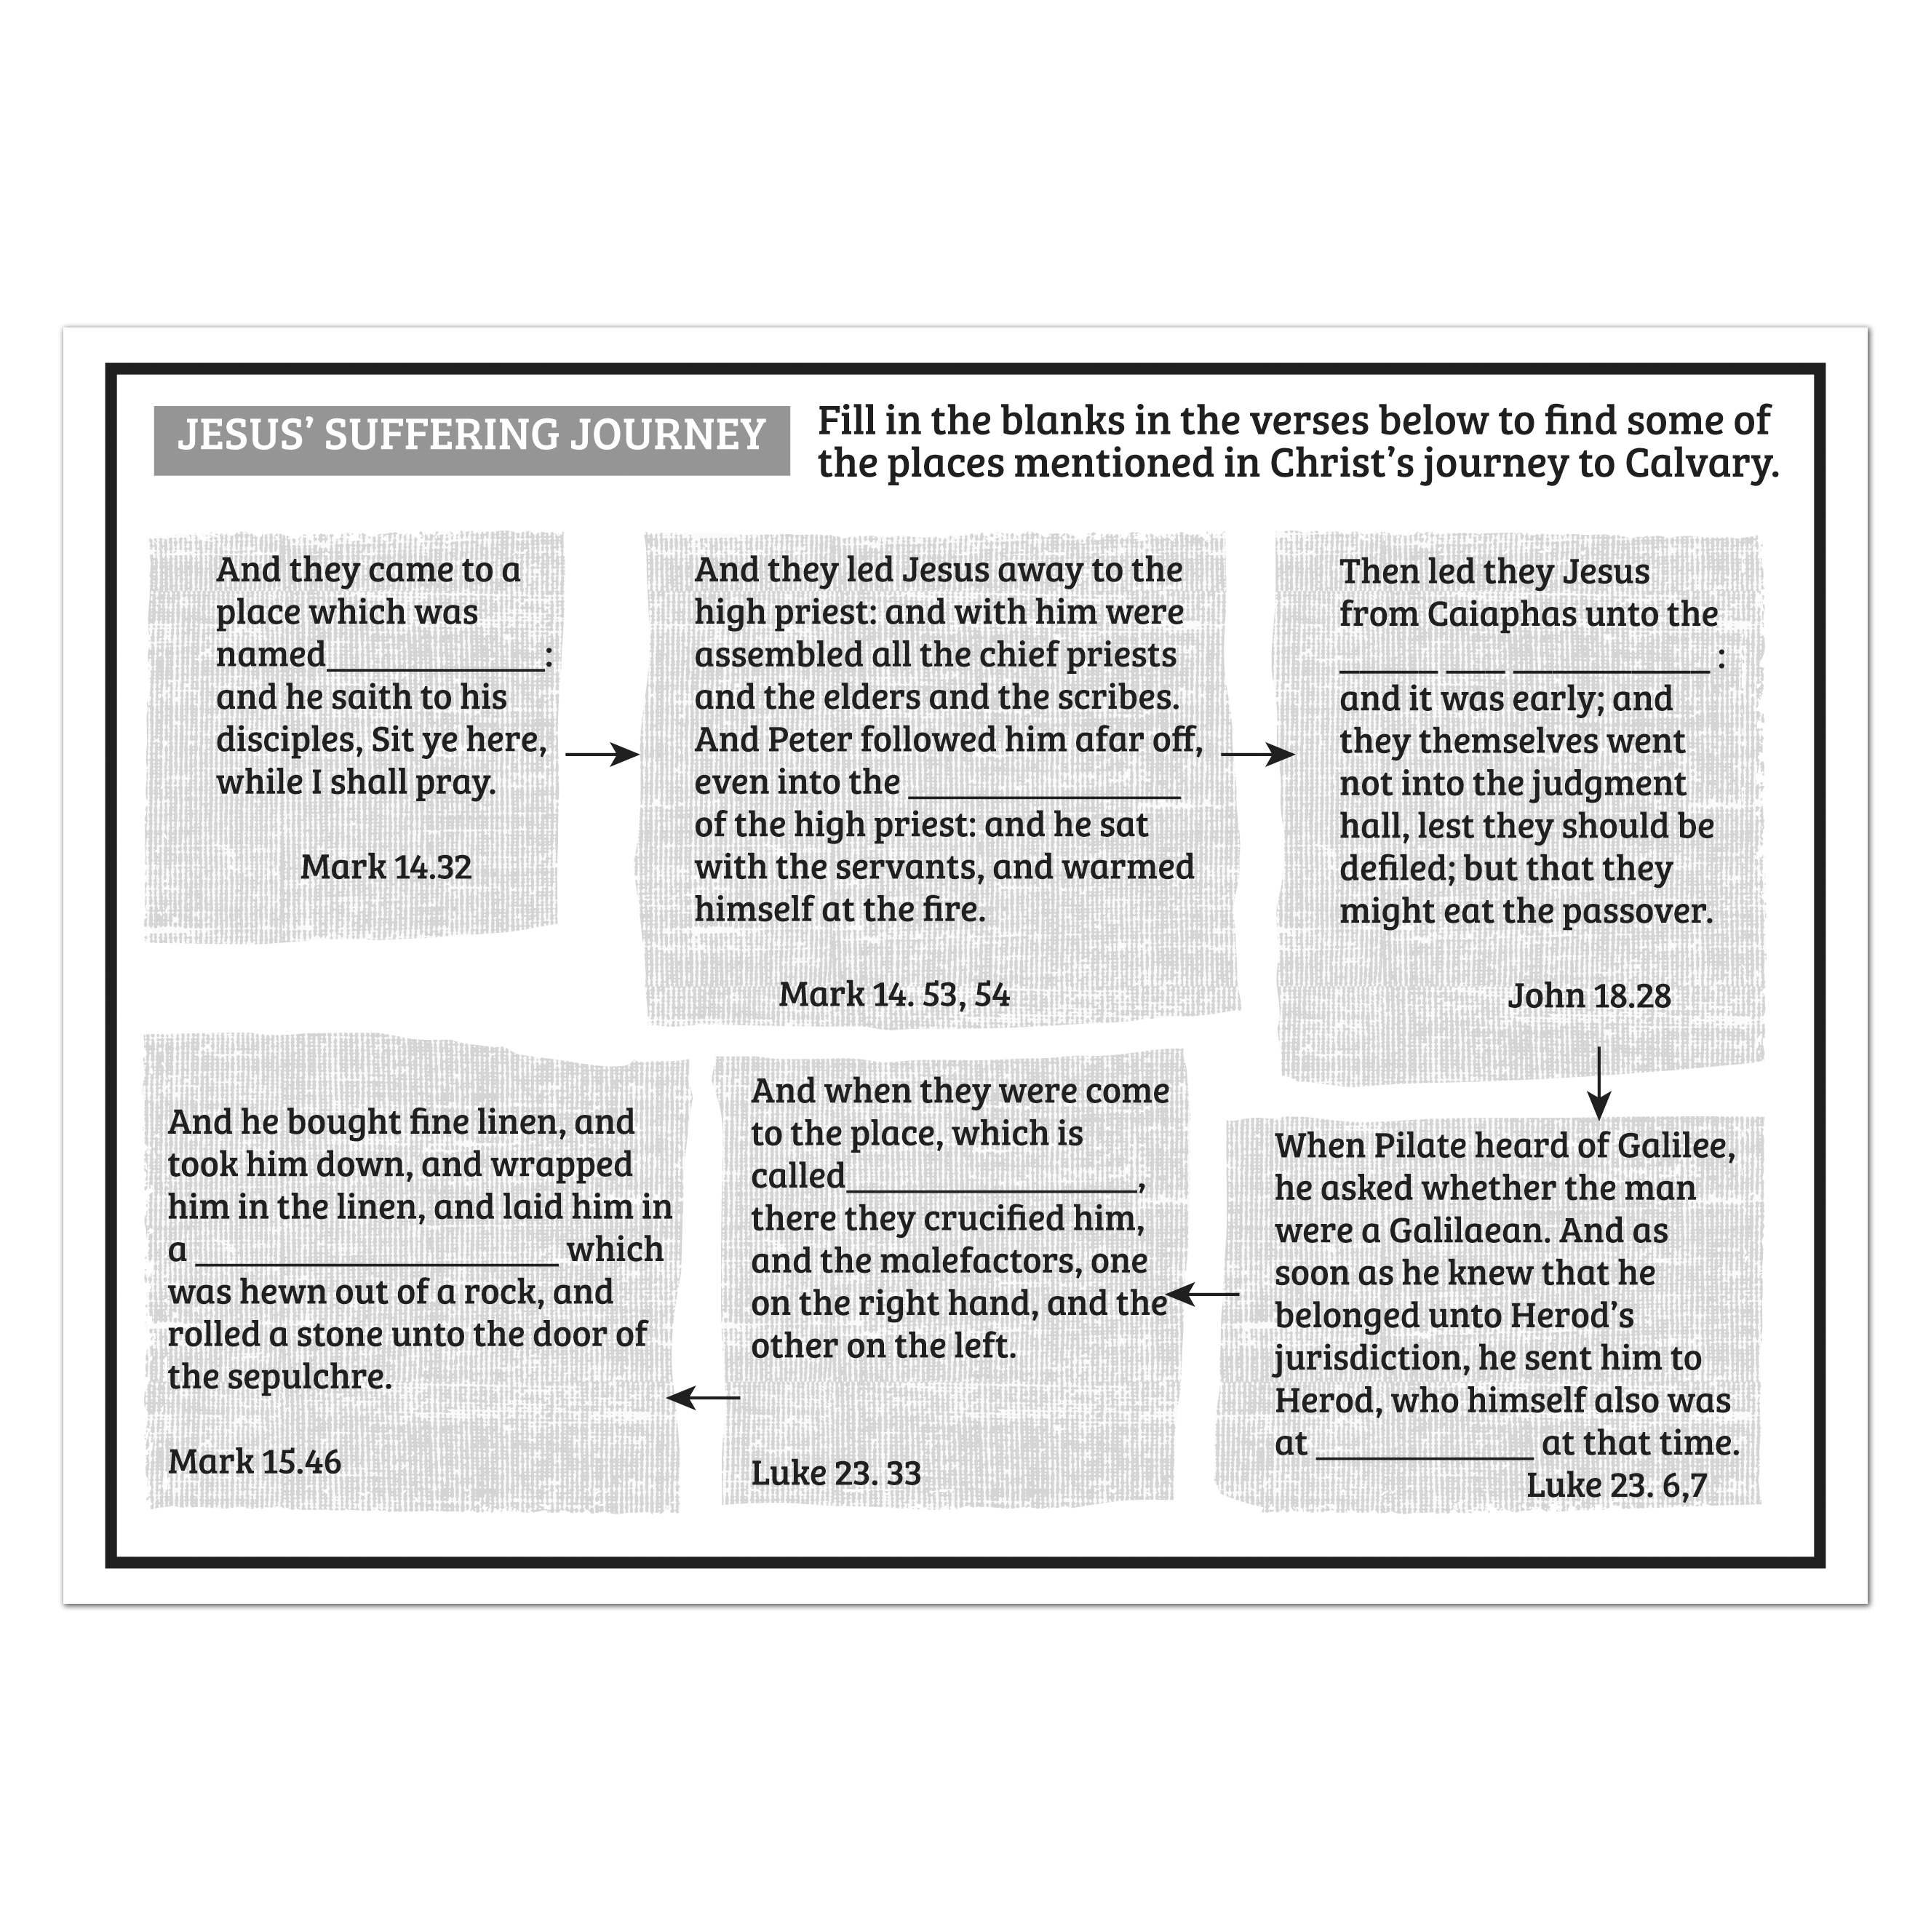 JESUS’ SUFFERING JOURNEY
Fill in the blanks in the verses below to find some of
the places mentioned in Christ’s journey to Calvary.
And they came to a
place which was
named_____________:
and he saith to his
disciples, Sit ye here,
while I shall pray.
Mark 14.32
And they led Jesus away to the
high priest: and with him were
assembled all the chief priests
and the elders and the scribes.
And Peter followed him afar off,
even into the ________________
of the high priest: and he sat
with the servants, and warmed
himself at the fire.
Mark 14. 53, 54
Then led they Jesus
from Caiaphas unto the
_____ ___ __________ :
and it was early; and
they themselves went
not into the judgment
hall, lest they should be
defiled; but that they
might eat the passover.
John 18.28
When Pilate heard of Galilee,
he asked whether the man
were a Galilaean. And as
soon as he knew that he
belonged unto Herod’s
jurisdiction, he sent him to
Herod, who himself also was
at _____________ at that time.
Luke 23. 6,7
And when they were come
to the place, which is
called_________________,
there they crucified him,
and the malefactors, one
on the right hand, and the
other on the left.
Luke 23. 33
And he bought fine linen, and
took him down, and wrapped
him in the linen, and laid him in
a _____________________ which
was hewn out of a rock, and
rolled a stone unto the door of
the sepulchre.
Mark 15.46